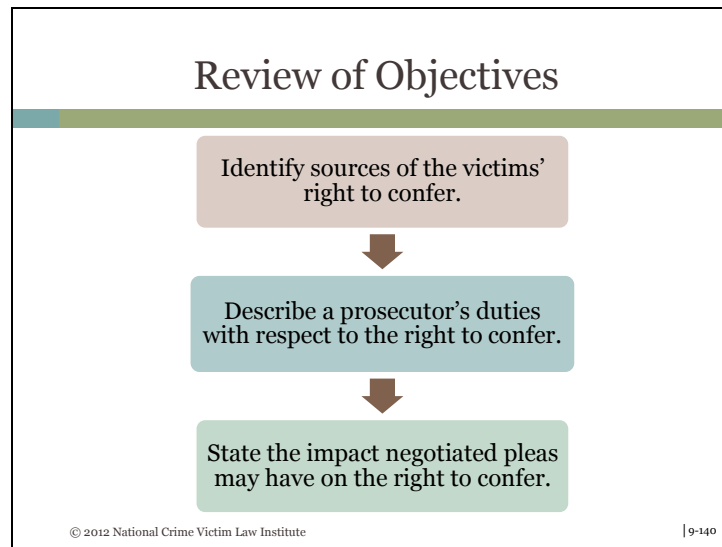 Review of Objectives
Identify sources of the victims’
right to confer.
Describe a prosecutor’s duties
with respect to the right to confer.
State the impact negotiated pleas
may have on the right to confer.
© 2012 National Crime Victim Law Institute
|9-140